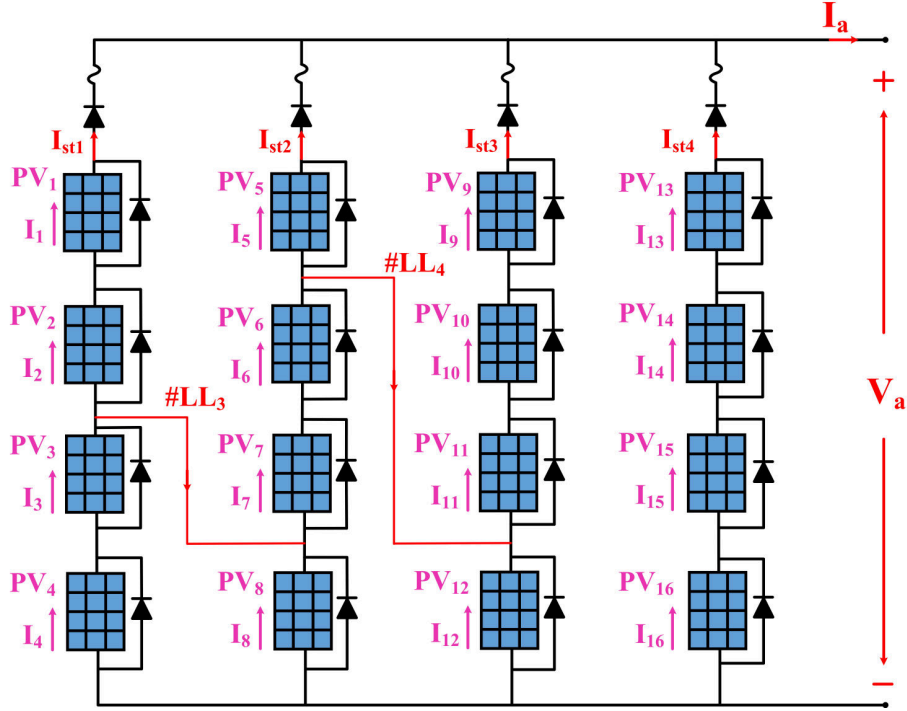 Iₐ
+
Iₛₜ₁ Iₛₜ₂ Iₛₜ₃ Iₛₜ₄
PV₁ PV₅ PV₉ PV₁₃
I₁ I₅ I₉ I₁₃
#LL₄
PV₂ PV₆ PV₁₀ PV₁₄
I₂ I₆ I₁₀ I₁₄
#LL₃
Vₐ
PV₃ PV₇ PV₁₁ PV₁₅
I₃ I₇ I₁₁ I₁₅
PV₄ PV₈ PV₁₂ PV₁₆
I₄ I₈ I₁₂ I₁₆
−